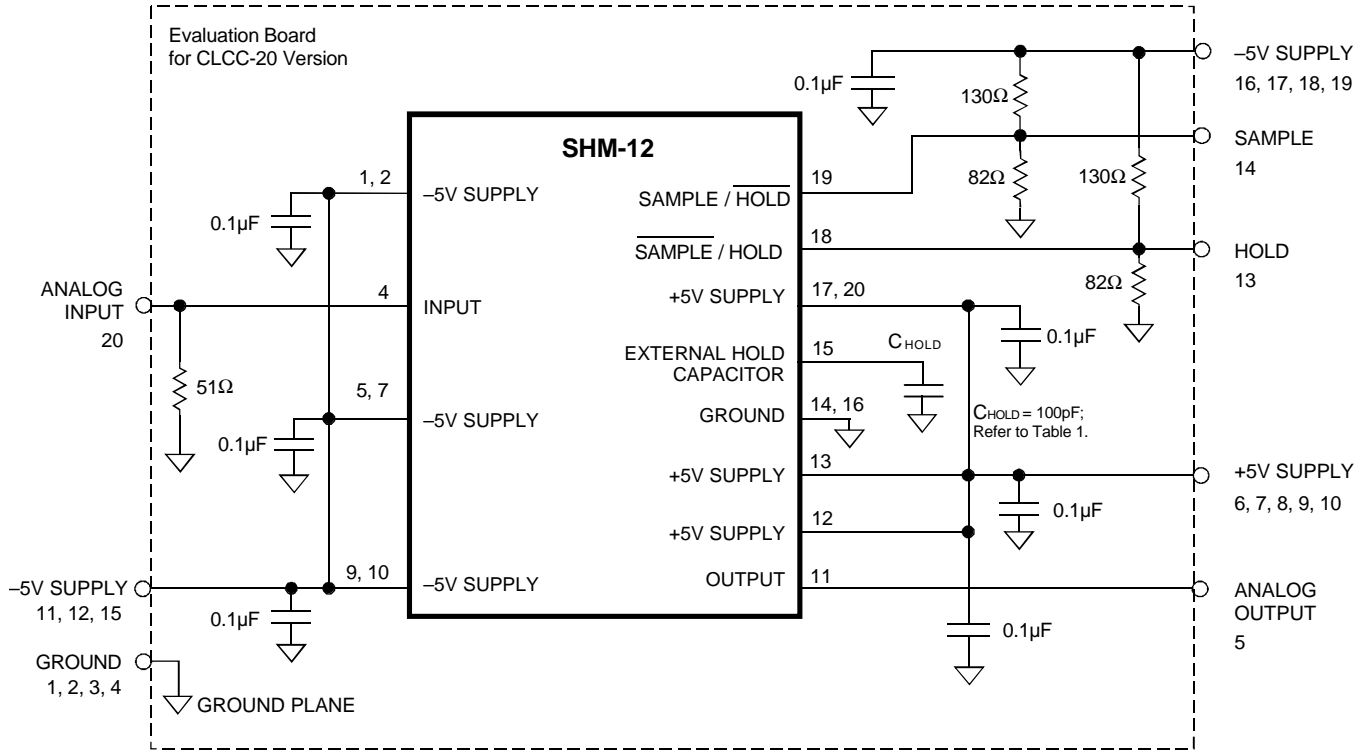 Evaluation Board
for CLCC-20 Version
–5V SUPPLY
16, 17, 18, 19
0.1µF
130Ω
SHM-12
SAMPLE
14
1, 2
–5V SUPPLY
19
SAMPLE / HOLD
82Ω
130Ω
0.1µF
18
SAMPLE / HOLD
HOLD
13
ANALOG
INPUT
20
4
INPUT
17, 20
+5V SUPPLY
82Ω
0.1µF
15
EXTERNAL HOLD
CAPACITOR
CHOLD
51Ω
5, 7
–5V SUPPLY
14, 16
GROUND
CHOLD = 100pF;
Refer to Table 1.
0.1µF
13
+5V SUPPLY
+5V SUPPLY
6, 7, 8, 9, 10
0.1µF
12
+5V SUPPLY
–5V SUPPLY
11, 12, 15
9, 10
–5V SUPPLY
OUTPUT
11
ANALOG
OUTPUT
5
0.1µF
0.1µF
GROUND
1, 2, 3, 4
GROUND PLANE